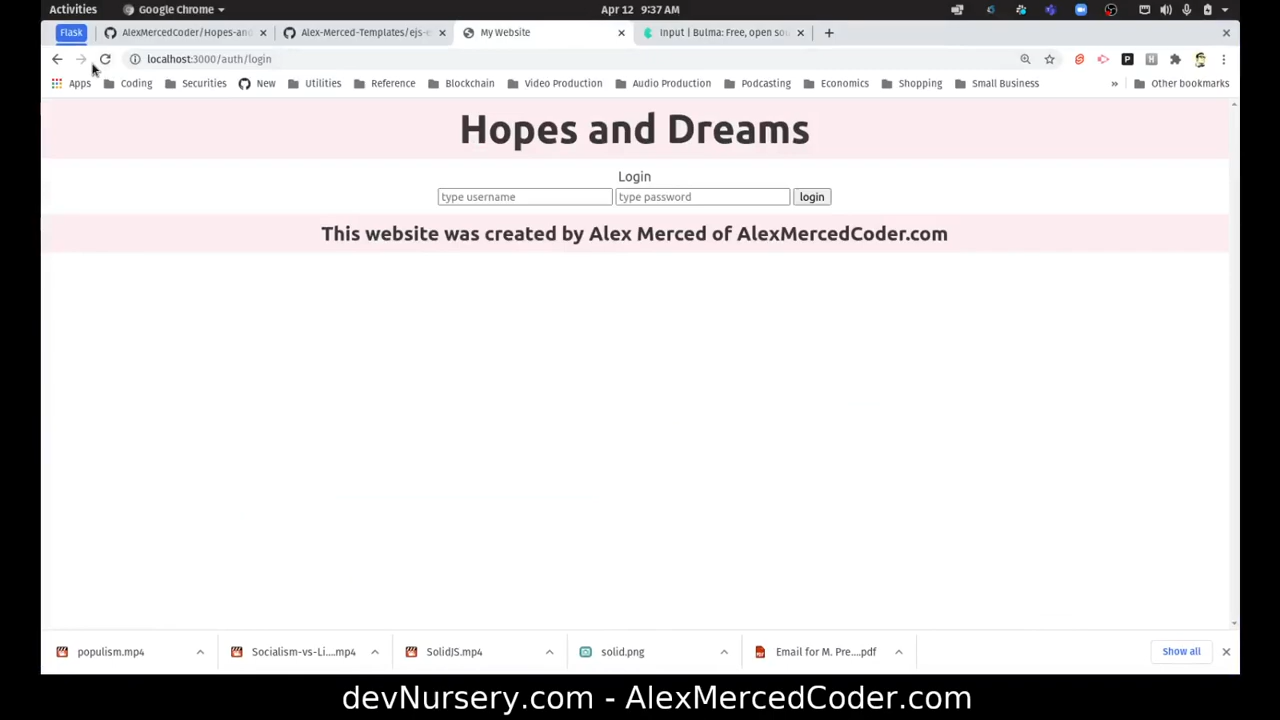 Activities
Google Chrome
Apr 12 9:37 AM
Flask
AlexMercedCoder/Hopes-and
Alex-Merced-Templates/ejs-e
My Website
Input | Bulma: Free, open so
localhost:3000/auth/login
Apps
Coding
Securities
New
Utilities
Reference
Blockchain
Video Production
Audio Production
Podcasting
Economics
Shopping
Small Business
»
Other bookmarks
Hopes and Dreams
Login
type username
type password
login
This website was created by Alex Merced of AlexMercedCoder.com
populism.mp4
Socialism-vs-Li....mp4
SolidJS.mp4
solid.png
Email for M. Pre....pdf
Show all
devNursery.com - AlexMercedCoder.com